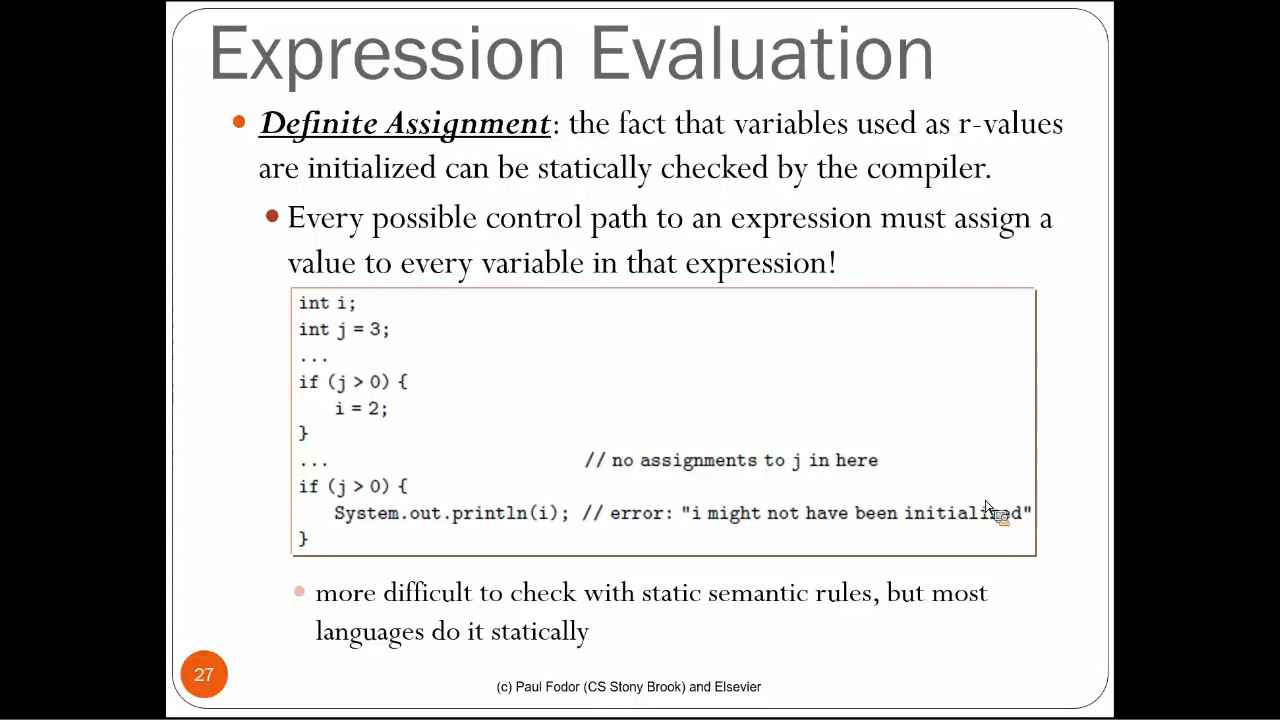 Expression Evaluation
Definite Assignment: the fact that variables used as r-values
are initialized can be statically checked by the compiler.
Every possible control path to an expression must assign a
value to every variable in that expression!
int i;
int j = 3;
...
if (j > 0) {
i = 2;
}
... // no assignments to j in here
if (j > 0) {
System.out.println(i); // error: "i might not have been initialized"
}
more difficult to check with static semantic rules, but most
languages do it statically
27
(c) Paul Fodor (CS Stony Brook) and Elsevier